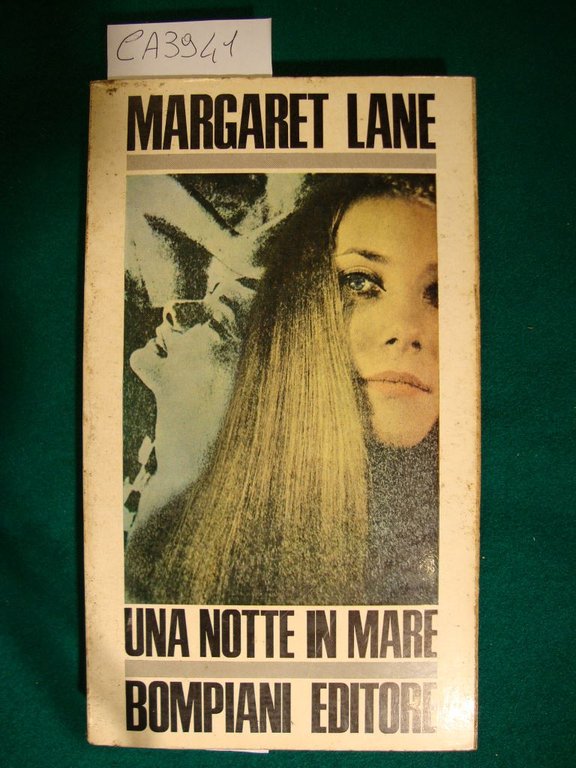 CA3941
MARGARET LANE
UNA NOTTE IN MARE
BOMPIANI EDITORE